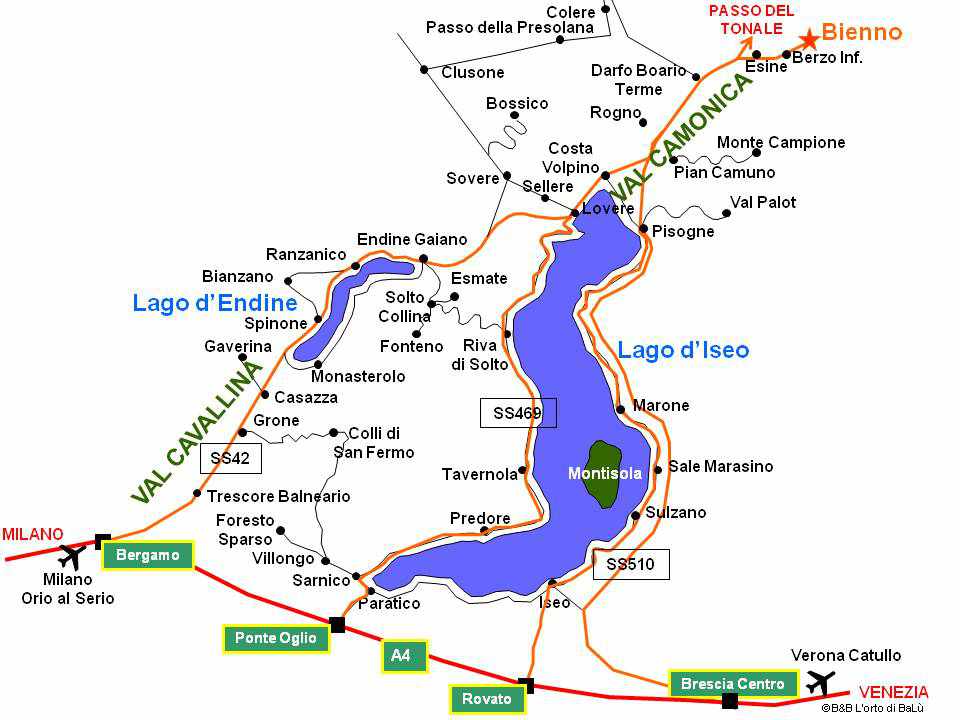 Colere
Passo della Presolana
PASSO DEL
TONALE
Bienno
Esine
Berzo Inf.
Clusone
Darfo Boario
Terme
Bossico
Rogno
VAL CAMONICA
Costa
Volpino
Monte Campione
Pian Camuno
Sovere
Sellere
Lovere
Val Palot
Pisogne
Endine Gaiano
Ranzanico
Bianzano
Esmate
Lago d'Endine
Solto
Collina
Spinone
Fonteno
Riva
di Solto
Lago d'Iseo
Gaverina
Monasterolo
VAL CAVALLINA
Casazza
SS469
Marone
Grone
Colli di
San Fermo
SS42
Tavernola
Montisola
Sale Marasino
Trescore Balneario
Foresto
Sparso
Predore
Sulzano
MILANO
Bergamo
Villongo
SS510
Milano
Orio al Serio
Sarnico
Paratico
Iseo
Ponte Oglio
A4
Verona Catullo
Rovato
Brescia Centro
VENEZIA
©B&B L'orto di BaLù